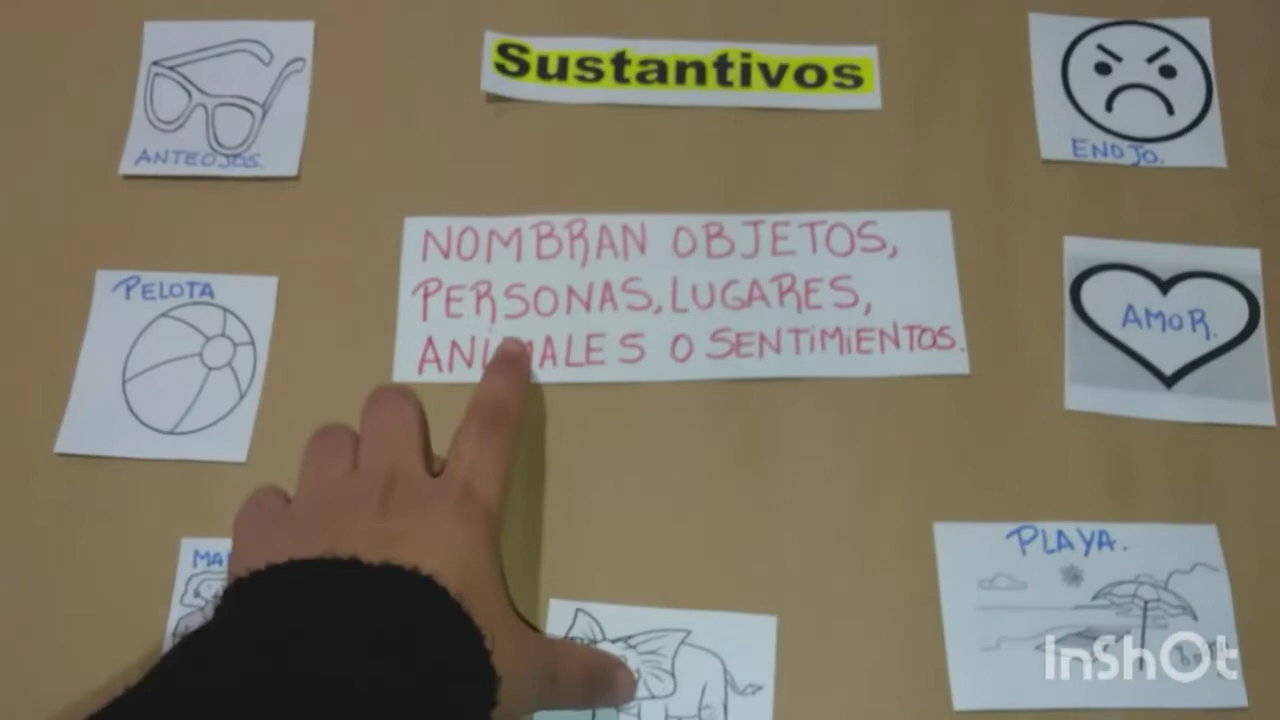 Sustantivos
ANTEOJOS.
ENOJO.
NOMBRAN OBJETOS,
PERSONAS, LUGARES,
ANiMALES O SENTiMiENTOS.
PELOTA
AMOR.
PLAYA.
InShOt